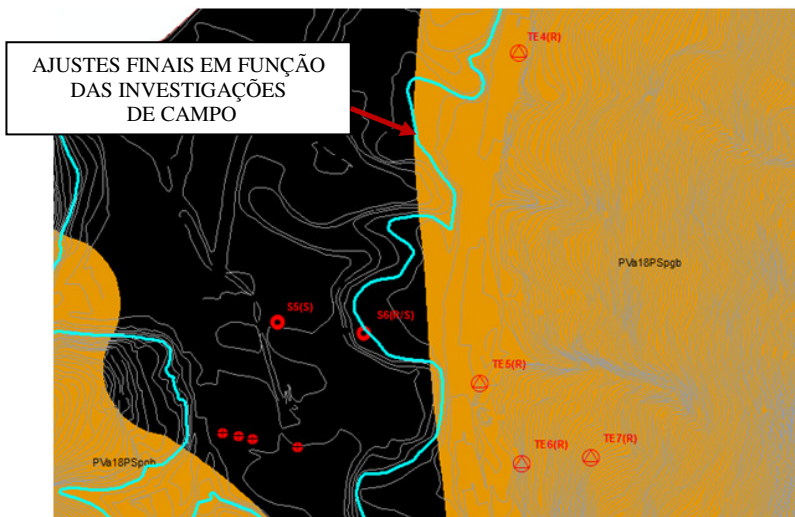 AJUSTES FINAIS EM FUNÇÃO
DAS INVESTIGAÇÕES
DE CAMPO
TE4(R)
PVa18PSpgb
S5(S)
S6(R/S)
TE5(R)
TE6(R)
TE7(R)
PVa18PSpgb